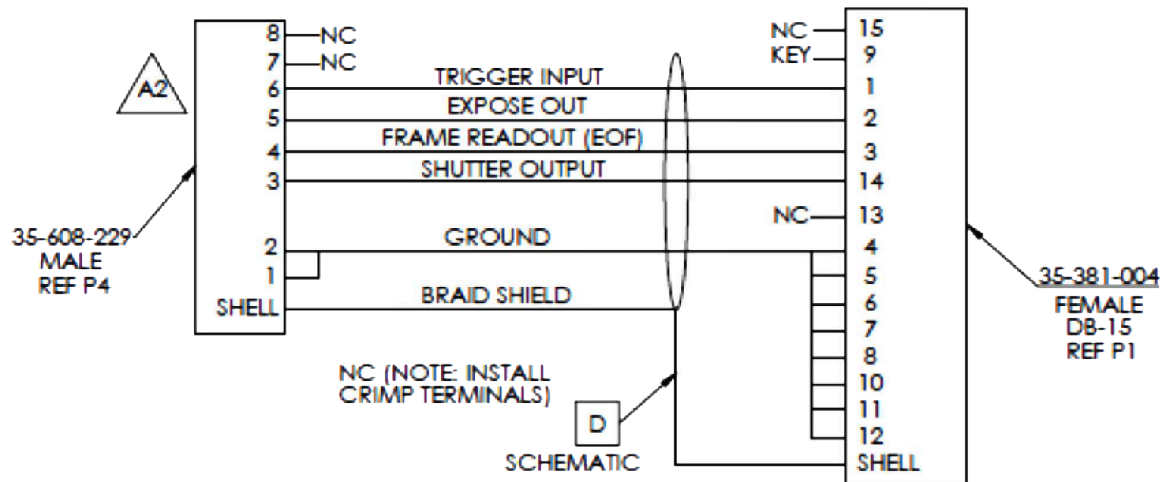 8 NC
7 NC
A2
6 TRIGGER INPUT
5 EXPOSE OUT
4 FRAME READOUT (EOF)
3 SHUTTER OUTPUT
2 GROUND
1
SHELL BRAID SHIELD
35-608-229
MALE
REF P4
NC (NOTE: INSTALL
CRIMP TERMINALS)
D
SCHEMATIC
NC 15
KEY 9
1
2
3
14
NC 13
4
5
6
7
8
10
11
12
SHELL
35-381-004
FEMALE
DB-15
REF P1